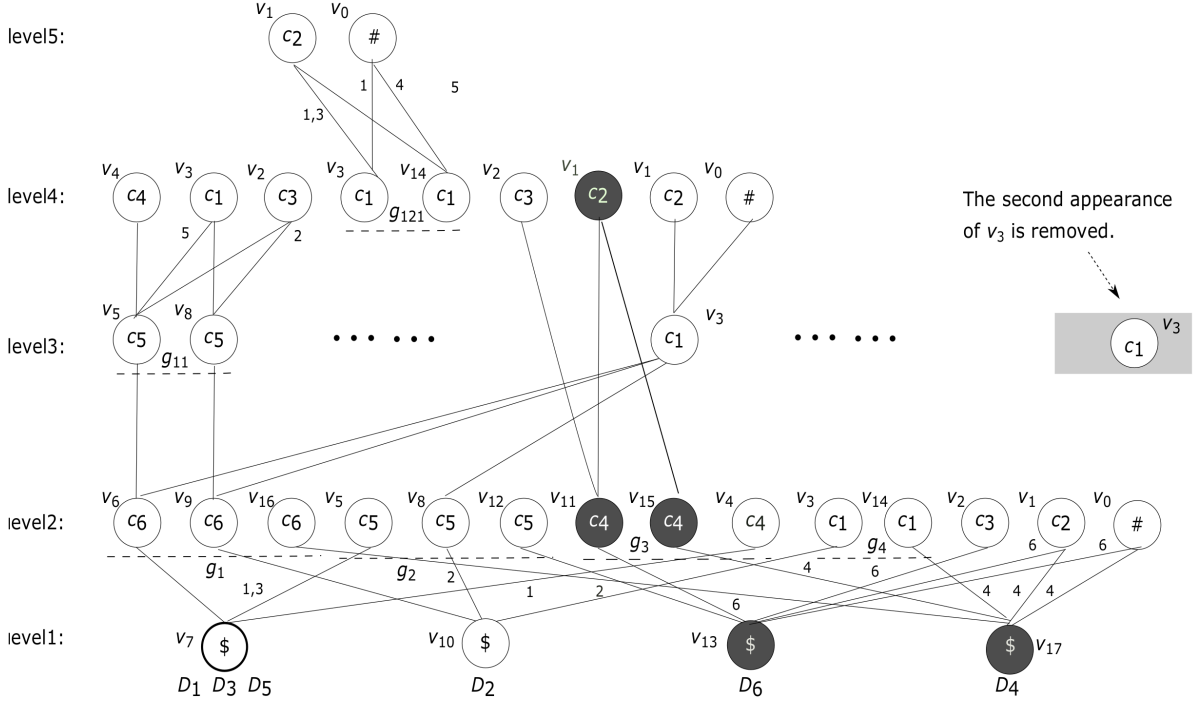 level5: v1 c2 v0 #
1,3 1 4 5
level4: v4 c4 v3 c1 v2 c3 v3 c1 v14 c1 v2 c3 v1 c2 v1 c2 v0 #
g121
5 2
The second appearance
of v3 is removed.
level3: v5 c5 v8 c5 ... ... v3 c1 ... ... v3 c1
g11
level2: v6 c6 v9 c6 v16 c6 v5 c5 v8 c5 v12 c5 v11 c4 v15 c4 v4 c4 v3 c1 v14 c1 v2 c3 v1 c2 v0 #
g1 g2 g3 g4
1,3 2 1 2 6 4 6 4 6 4 6 4
level1: v7 $ v10 $ v13 $ v17 $
D1 D3 D5 D2 D6 D4